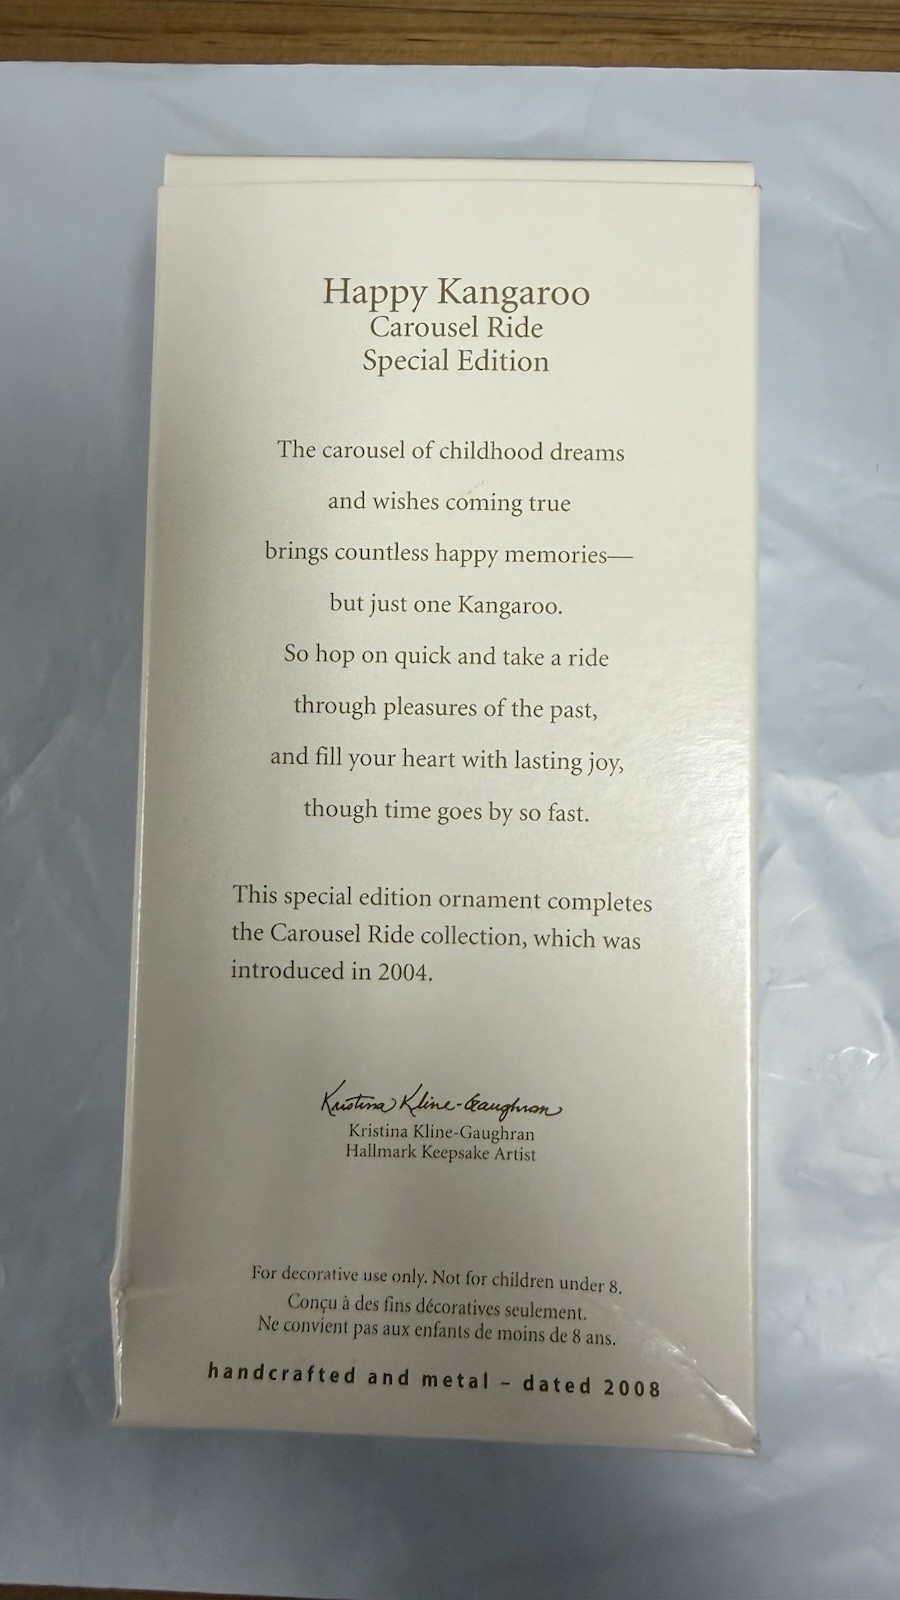 Happy Kangaroo
Carousel Ride
Special Edition
The carousel of childhood dreams
and wishes coming true
brings countless happy memories—
but just one Kangaroo.
So hop on quick and take a ride
through pleasures of the past,
and fill your heart with lasting joy,
though time goes by so fast.
This special edition ornament completes
the Carousel Ride collection, which was
introduced in 2004.
Kristina Kline-Gaughran
Kristina Kline-Gaughran
Hallmark Keepsake Artist
For decorative use only. Not for children under 8.
Conçu à des fins décoratives seulement.
Ne convient pas aux enfants de moins de 8 ans.
handcrafted and metal – dated 2008